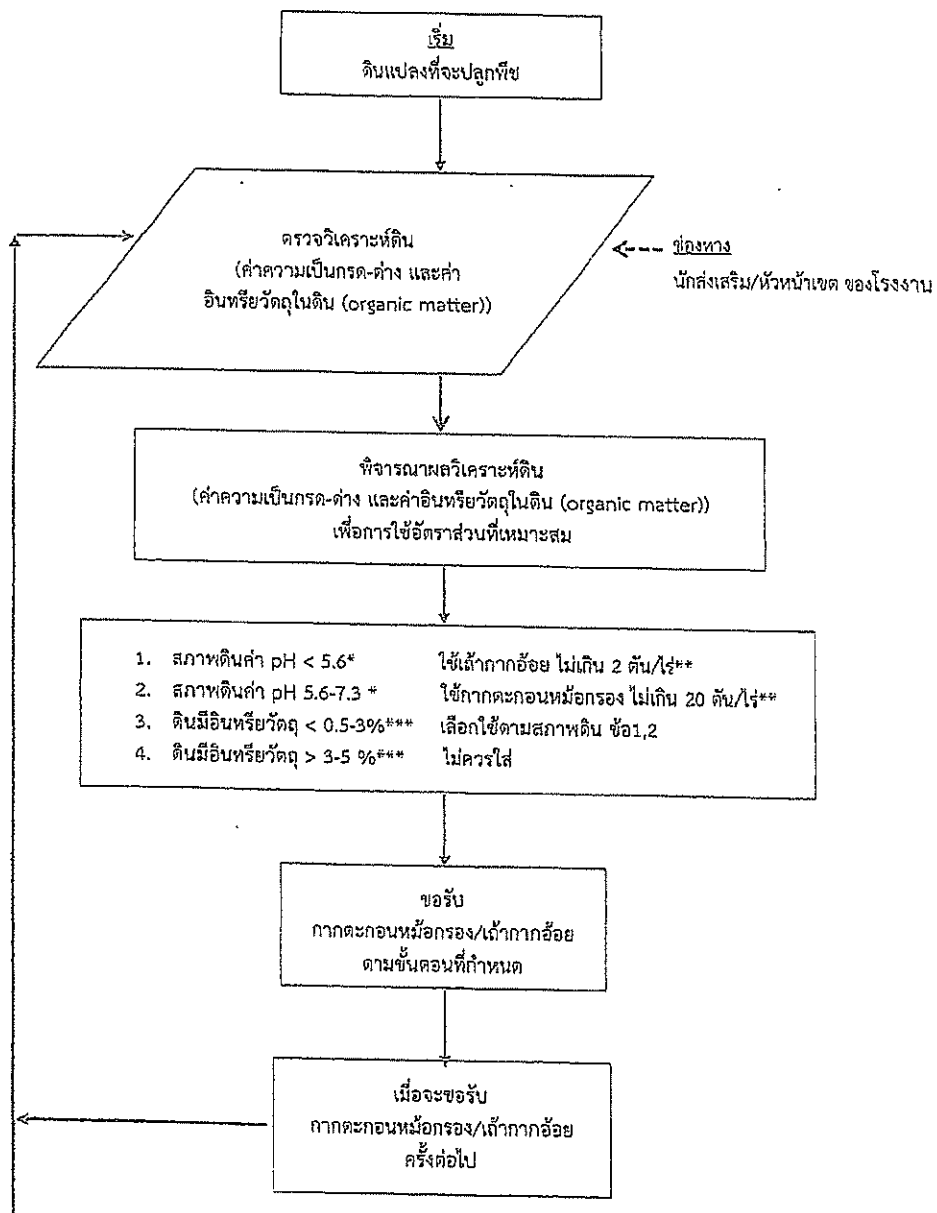 เริ่ม
ดินแปลงที่จะปลูกพืช
ตรวจวิเคราะห์ดิน
(ค่าความเป็นกรด-ด่าง และค่า
อินทรียวัตถุในดิน (organic matter))
ช่องทาง
นักส่งเสริม/หัวหน้าเขต ของโรงงาน
พิจารณาผลวิเคราะห์ดิน
(ค่าความเป็นกรด-ด่าง และค่าอินทรียวัตถุในดิน (organic matter))
เพื่อการใช้อัตราส่วนที่เหมาะสม
1. สภาพดินค่า pH < 5.6* ใช้เถ้ากากอ้อย ไม่เกิน 2 ตัน/ไร่**
2. สภาพดินค่า pH 5.6-7.3 * ใช้กากตะกอนหม้อกรอง ไม่เกิน 20 ตัน/ไร่**
3. ดินมีอินทรียวัตถุ < 0.5-3%*** เลือกใช้ตามสภาพดิน ข้อ1,2
4. ดินมีอินทรียวัตถุ > 3-5 %*** ไม่ควรใส่
ขอรับ
กากตะกอนหม้อกรอง/เถ้ากากอ้อย
ตามขั้นตอนที่กำหนด
เมื่อจะขอรับ
กากตะกอนหม้อกรอง/เถ้ากากอ้อย
ครั้งต่อไป